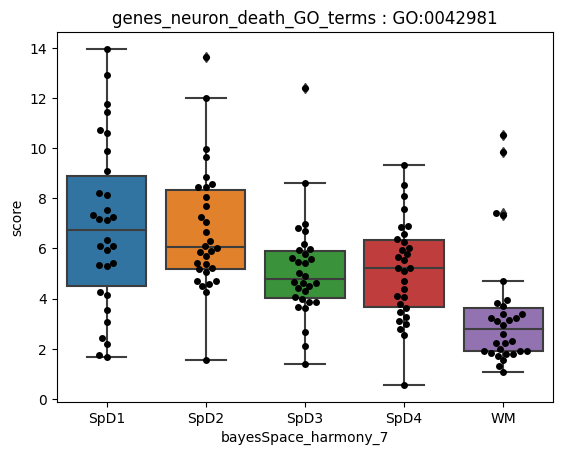 genes_neuron_death_GO_terms : GO:0042981
14
12
10
8
6
4
2
0
score
SpD1 SpD2 SpD3 SpD4 WM
bayesSpace_harmony_7